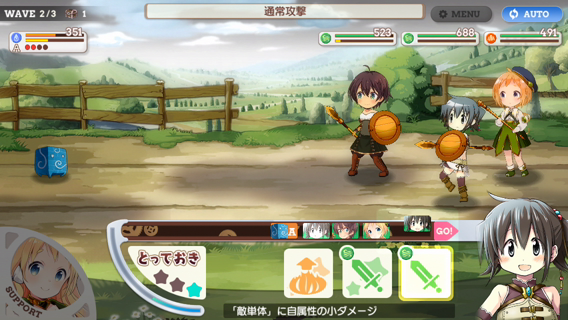 WAVE 2/3
1
通常攻撃
MENU
AUTO
351
523
688
491
A
A
GO!
とっておき
SUPPORT
「敵単体」に自属性の小ダメージ